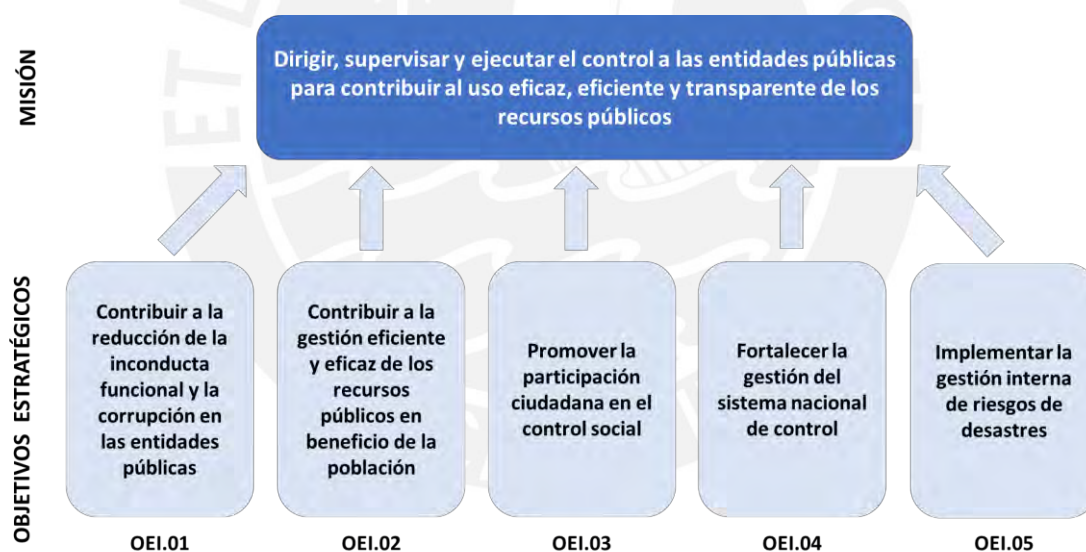 MISIÓN
Dirigir, supervisar y ejecutar el control a las entidades públicas
para contribuir al uso eficaz, eficiente y transparente de los
recursos públicos
OBJETIVOS ESTRATÉGICOS
Contribuir a la
reducción de la
inconducta
funcional y la
corrupción en
las entidades
públicas
Contribuir a la
gestión eficiente
y eficaz de los
recursos
públicos en
beneficio de la
población
Promover la
participación
ciudadana en el
control social
Fortalecer la
gestión del
sistema nacional
de control
Implementar la
gestión interna
de riesgos de
desastres
OEI.01
OEI.02
OEI.03
OEI.04
OEI.05